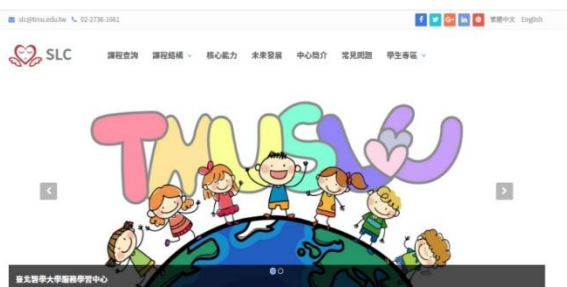 slc@tmu.edu.tw 02-2736-1661
繁體中文 English
SLC 課程查詢 課程結構 核心能力 未來發展 中心簡介 常見問題 學生專區
TMUSLC
臺北醫學大學服務學習中心